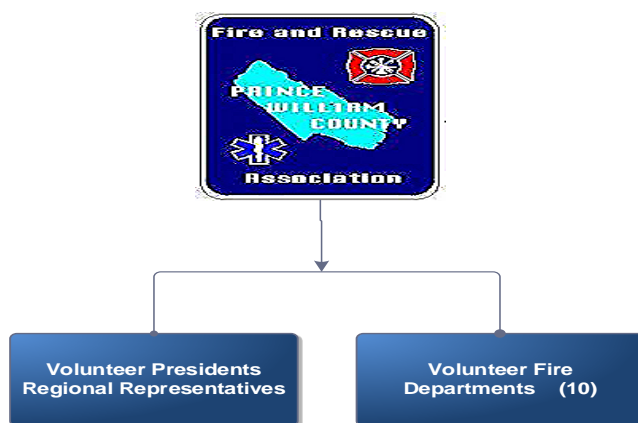 Fire and Rescue
PRINCE
WILLIAM
COUNTY
Association
Volunteer Presidents
Regional Representatives
Volunteer Fire
Departments (10)